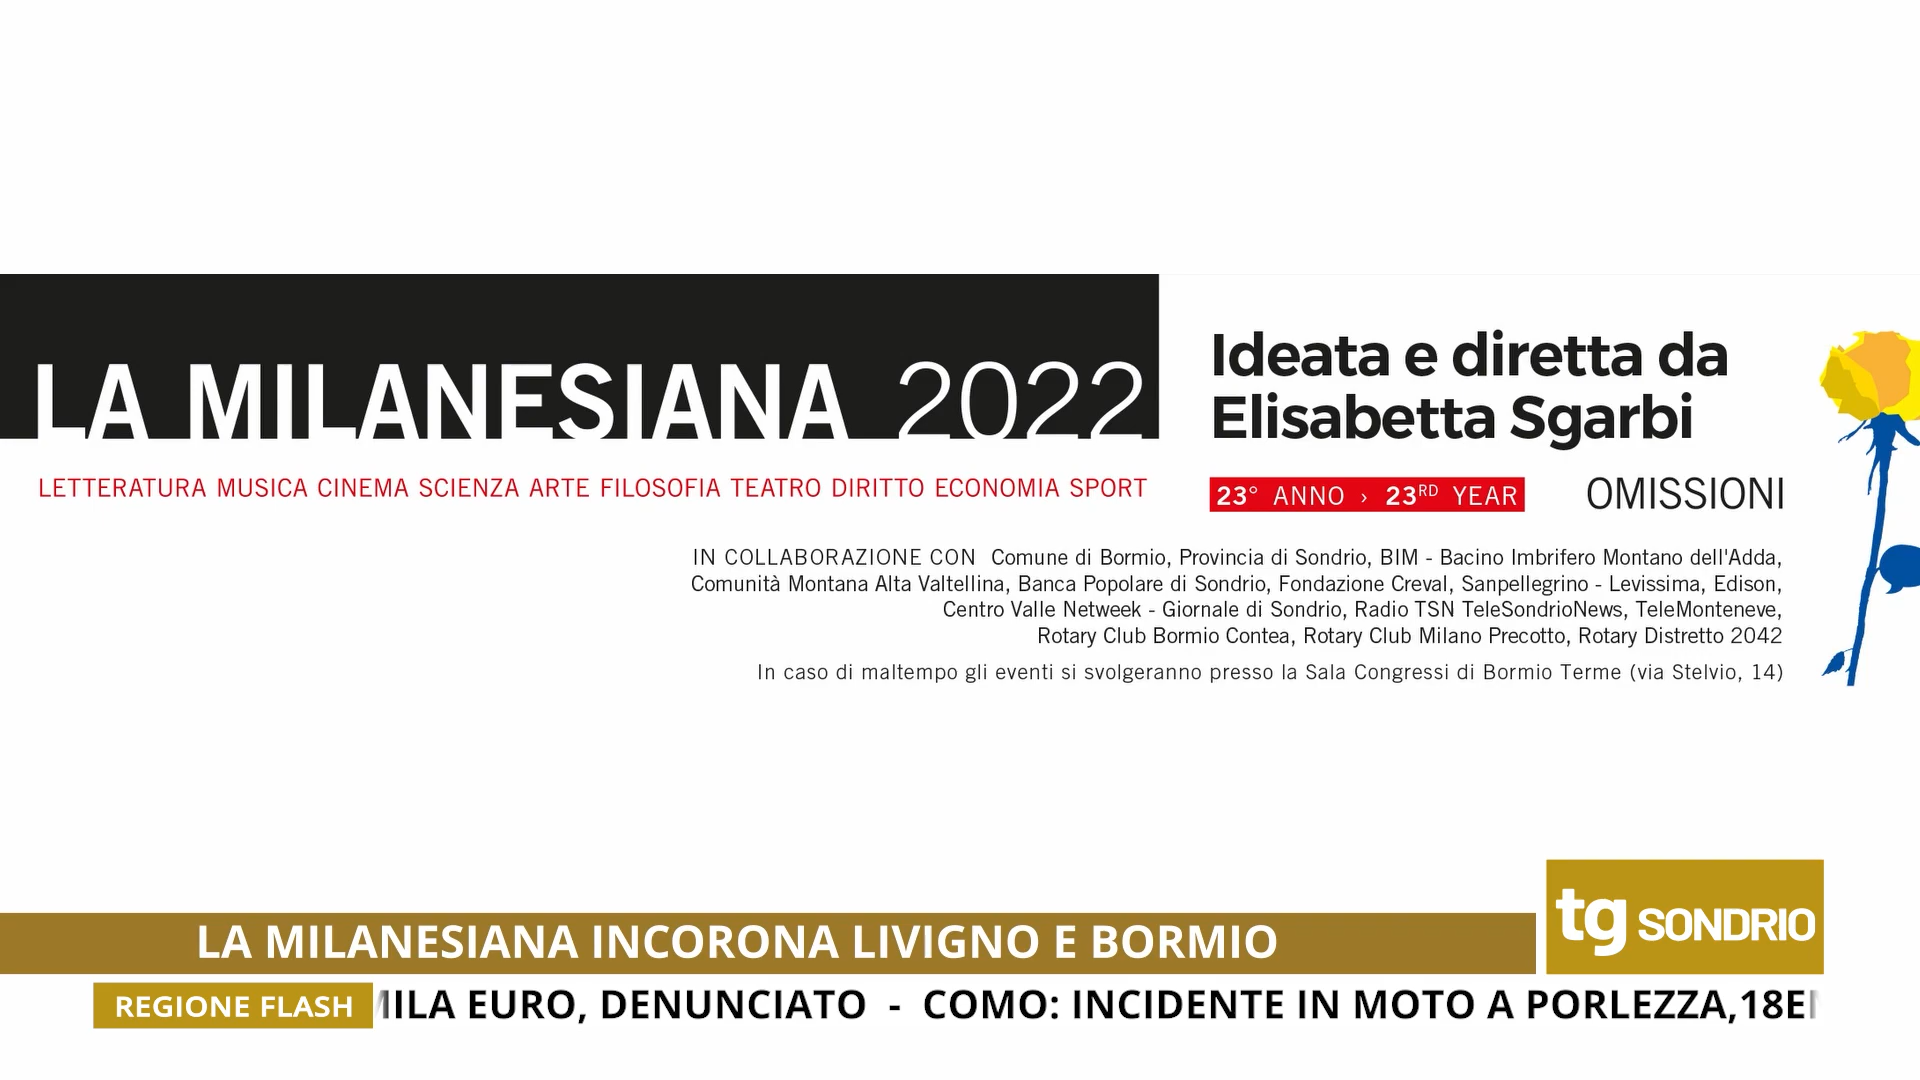 LA MILANESIANA 2022
LETTERATURA MUSICA CINEMA SCIENZA ARTE FILOSOFIA TEATRO DIRITTO ECONOMIA SPORT
Ideata e diretta da
Elisabetta Sgarbi
23° ANNO › 23RD YEAR
OMISSIONI
IN COLLABORAZIONE CON Comune di Bormio, Provincia di Sondrio, BIM - Bacino Imbrifero Montano dell'Adda,
Comunità Montana Alta Valtellina, Banca Popolare di Sondrio, Fondazione Creval, Sanpellegrino - Levissima, Edison,
Centro Valle Netweek - Giornale di Sondrio, Radio TSN TeleSondrioNews, TeleMonteneve,
Rotary Club Bormio Contea, Rotary Club Milano Precotto, Rotary Distretto 2042
In caso di maltempo gli eventi si svolgeranno presso la Sala Congressi di Bormio Terme (via Stelvio, 14)
LA MILANESIANA INCORONA LIVIGNO E BORMIO
tg SONDRIO
REGIONE FLASH
MILA EURO, DENUNCIATO - COMO: INCIDENTE IN MOTO A PORLEZZA,